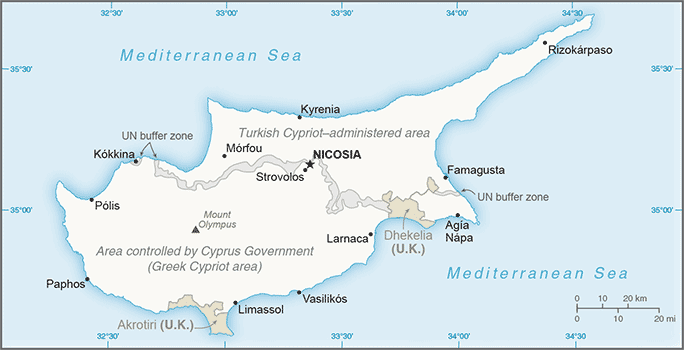 32°30'
33°00'
33°30'
34°00'
34°30'
Mediterranean Sea
Rizokárpaso
35°30'
35°30'
Kyrenia
Turkish Cypriot–administered area
UN buffer zone
Kókkina
Mórfou
NICOSIA
Strovolos
Famagusta
UN buffer zone
35°00'
Pólis
Mount
Olympus
35°00'
Agía
Nápa
Larnaca
Dhekelia
(U.K.)
Area controlled by Cyprus Government
(Greek Cypriot area)
Mediterranean Sea
Paphos
Vasilikós
Limassol
Akrotiri (U.K.)
0 10 20 km
0 10 20 mi
32°30'
33°00'
33°30'
34°00'
34°30'